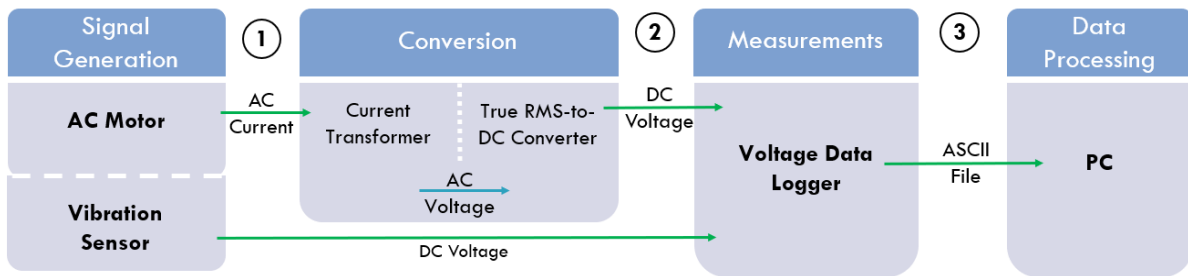 Signal
Generation
1
Conversion
2
Measurements
3
Data
Processing
AC Motor
AC
Current
Current
Transformer
True RMS-to-
DC Converter
AC
Voltage
DC
Voltage
Voltage Data
Logger
ASCII
File
PC
Vibration
Sensor
DC Voltage